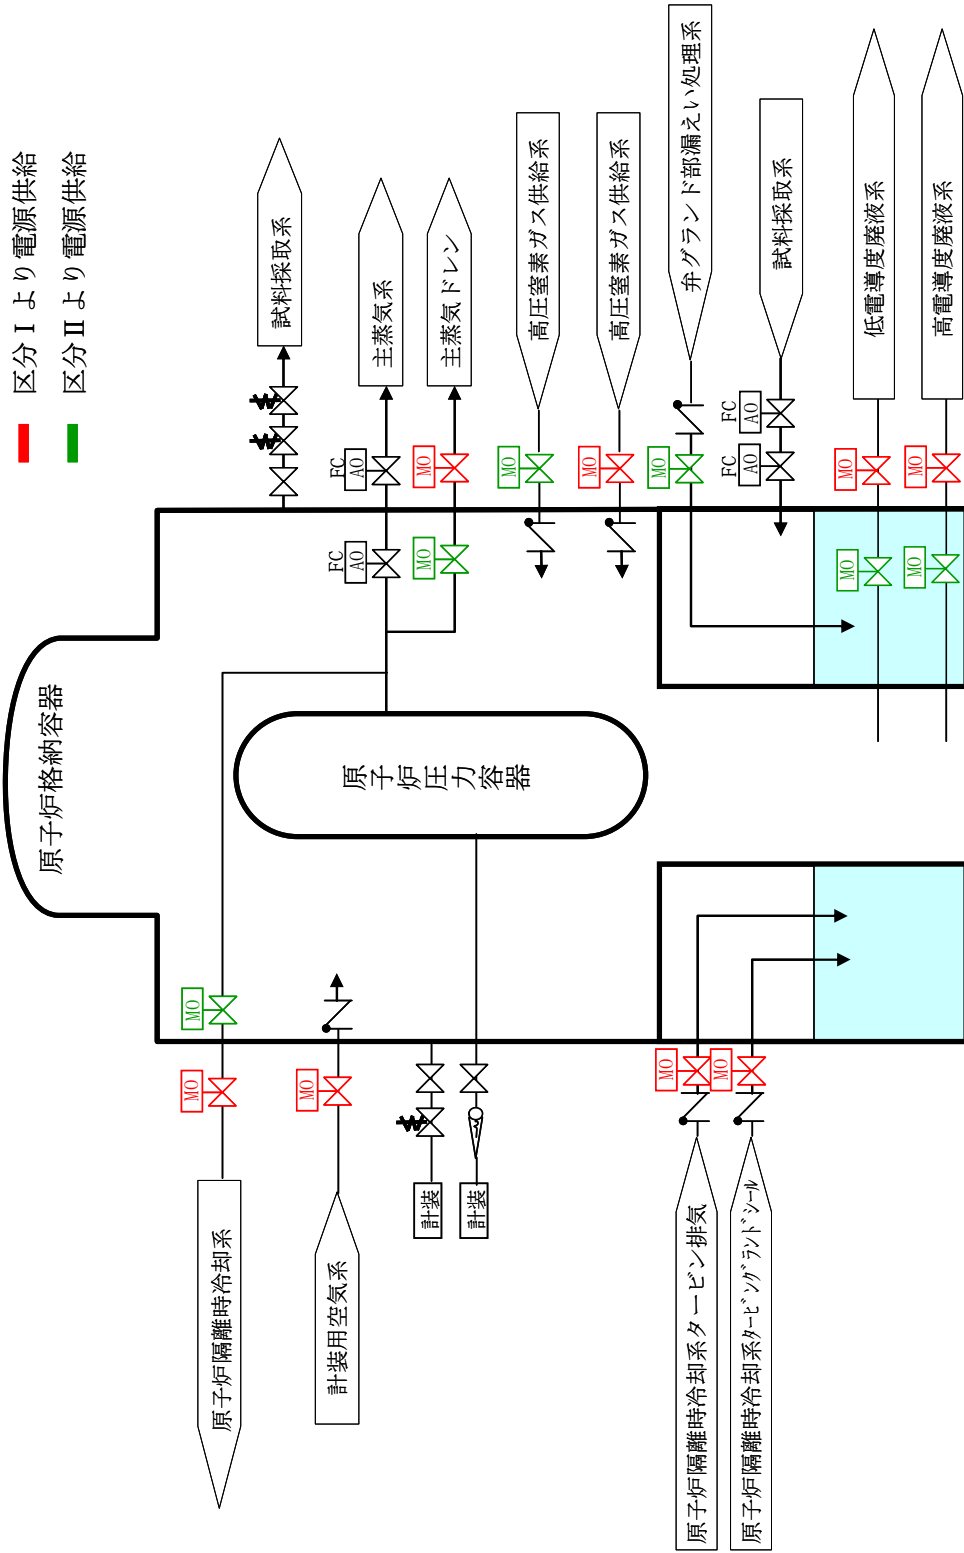 区分Ⅰより電源供給
区分Ⅱより電源供給
原子炉格納容器
原子炉圧力容器
試料採取系
主蒸気系
FC
AO
FC
AO
主蒸気ドレン
MO
MO
高圧窒素ガス供給系
MO
高圧窒素ガス供給系
MO
弁グランド部漏えい処理系
MO
試料採取系
FC
AO
FC
AO
低電導度廃液系
MO
MO
高電導度廃液系
MO
MO
原子炉隔離時冷却系
MO
MO
計装用空気系
MO
計装
計装
原子炉隔離時冷却系タービン排気
MO
原子炉隔離時冷却系タービングランドシール
MO